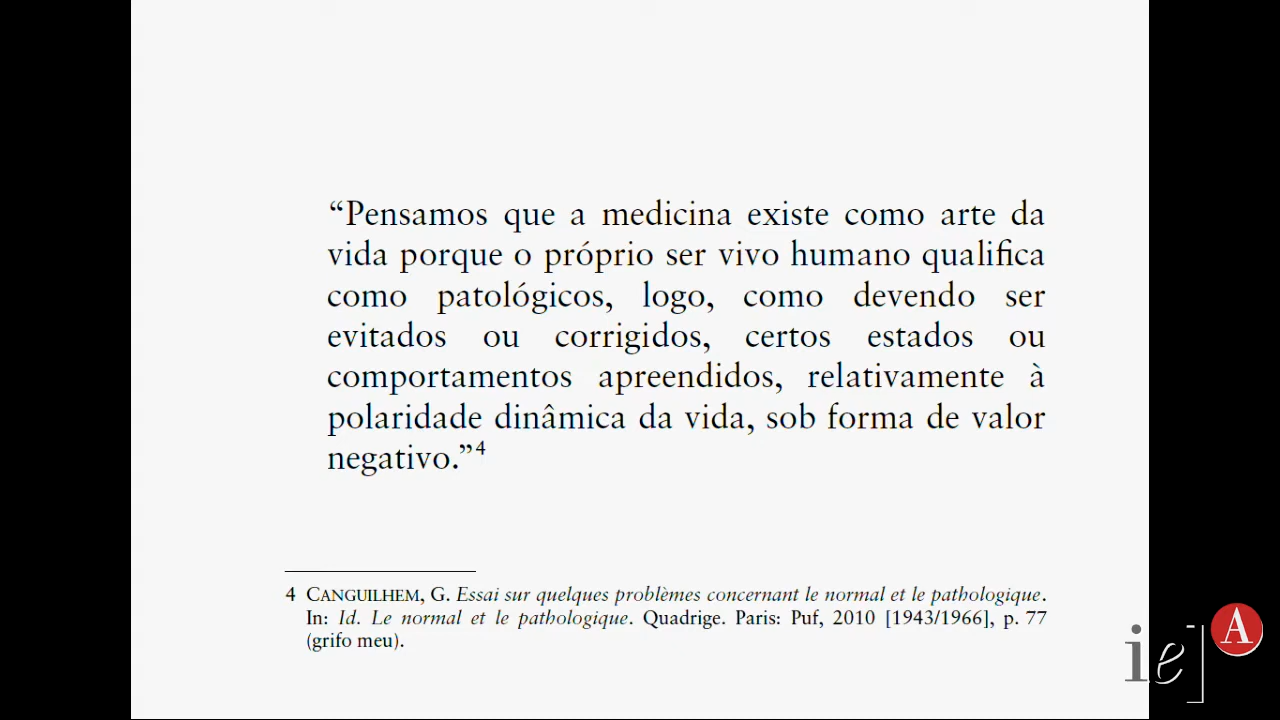 “Pensamos que a medicina existe como arte da
vida porque o próprio ser vivo humano qualifica
como patológicos, logo, como devendo ser
evitados ou corrigidos, certos estados ou
comportamentos apreendidos, relativamente à
polaridade dinâmica da vida, sob forma de valor
negativo.”4
4 CANGUILHEM, G. Essai sur quelques problèmes concernant le normal et le pathologique.
In: Id. Le normal et le pathologique. Quadrige. Paris: Puf, 2010 [1943/1966], p. 77
(grifo meu).
ie] A